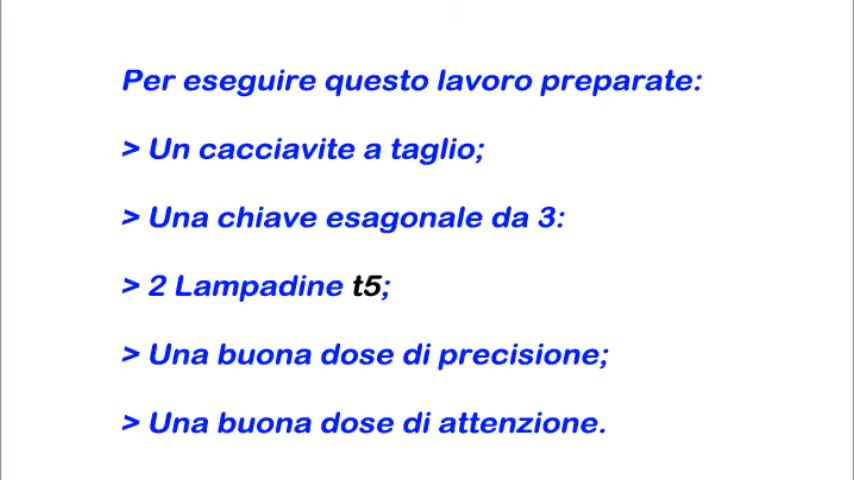 Per eseguire questo lavoro preparate:
> Un cacciavite a taglio;
> Una chiave esagonale da 3:
> 2 Lampadine t5;
> Una buona dose di precisione;
> Una buona dose di attenzione.